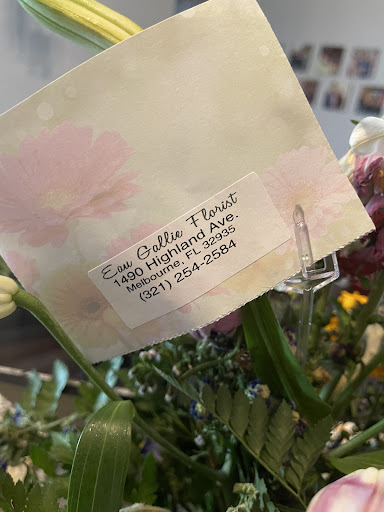 Eau Gallie Florist
1490 Highland Ave.
Melbourne, FL 32935
(321) 254-2584